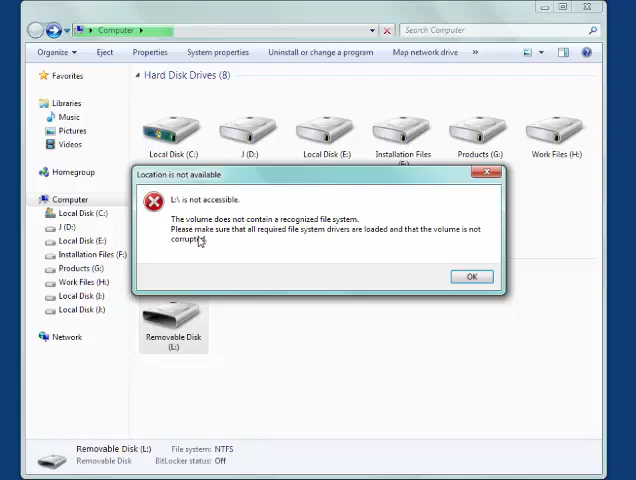 Computer
Search Computer
Organize
Eject
Properties
System properties
Uninstall or change a program
Map network drive
»
Favorites
Libraries
Music
Pictures
Videos
Homegroup
Computer
Local Disk (C:)
J (D:)
Local Disk (E:)
Installation Files (F:)
Products (G:)
Work Files (H:)
Local Disk (I:)
Local Disk (J:)
Network
Hard Disk Drives (8)
Local Disk (C:)
J (D:)
Local Disk (E:)
Installation Files
Products (G:)
Work Files (H:)
Location is not available
L:\ is not accessible.
The volume does not contain a recognized file system.
Please make sure that all required file system drivers are loaded and that the volume is not
OK
Removable Disk
(L:)
Removable Disk (L:)
File system: NTFS
Removable Disk
BitLocker status: Off